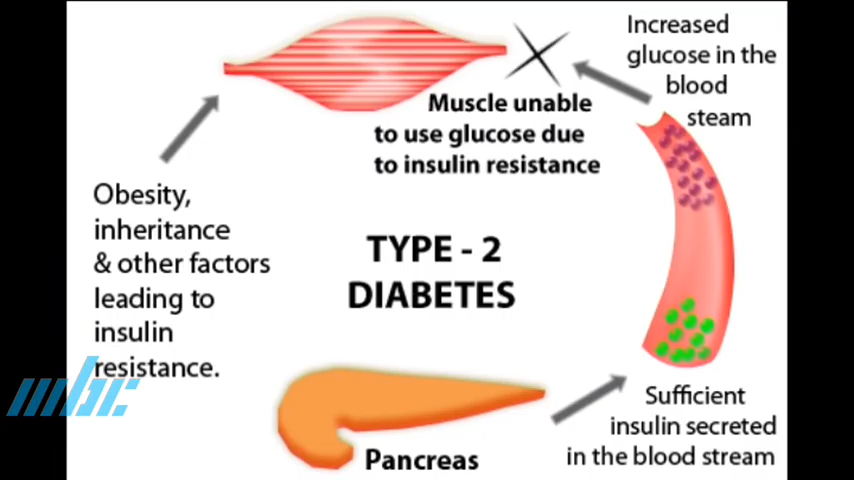 Increased
glucose in the
blood
steam
Muscle unable
to use glucose due
to insulin resistance
Obesity,
inheritance
& other factors
leading to
insulin
resistance.
TYPE - 2
DIABETES
Sufficient
insulin secreted
in the blood stream
Pancreas
mbc